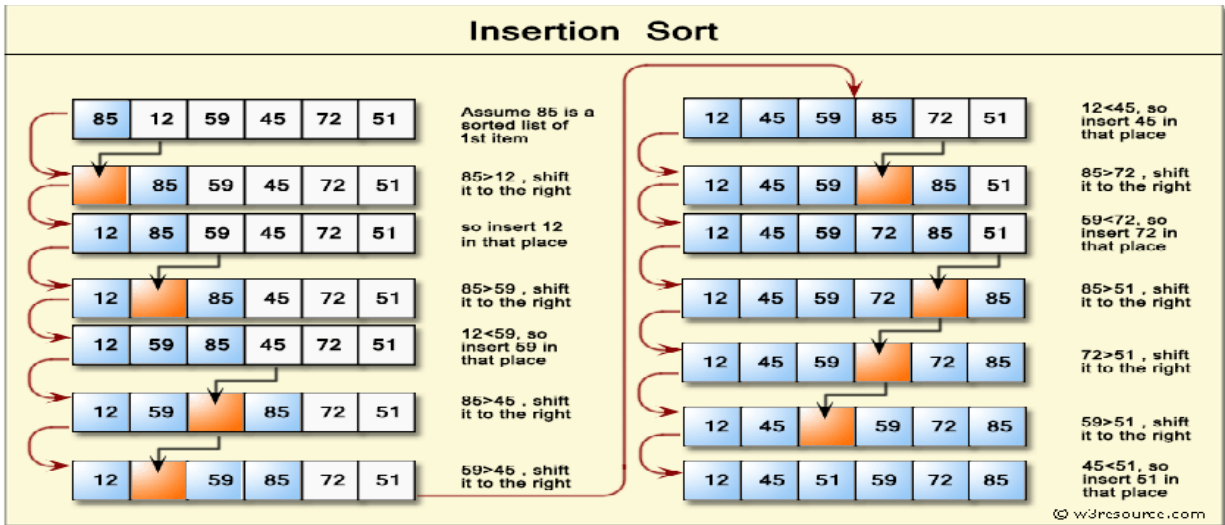 Insertion Sort
85 12 59 45 72 51
Assume 85 is a
sorted list of
1st item
85 59 45 72 51
85>12 , shift
it to the right
12 85 59 45 72 51
so insert 12
in that place
12 85 45 72 51
85>59 , shift
it to the right
12 59 85 45 72 51
12<59, so
insert 59 in
that place
12 59 85 72 51
85>45 , shift
it to the right
12 59 85 72 51
59>45 , shift
it to the right
12 45 59 85 72 51
12<45, so
insert 45 in
that place
12 45 59 85 51
85>72 , shift
it to the right
12 45 59 72 85 51
59<72, so
insert 72 in
that place
12 45 59 72 85
85>51 , shift
it to the right
12 45 59 72 85
72>51 , shift
it to the right
12 45 59 72 85
59>51 , shift
it to the right
12 45 51 59 72 85
45<51, so
insert 51 in
that place
© w3resource.com